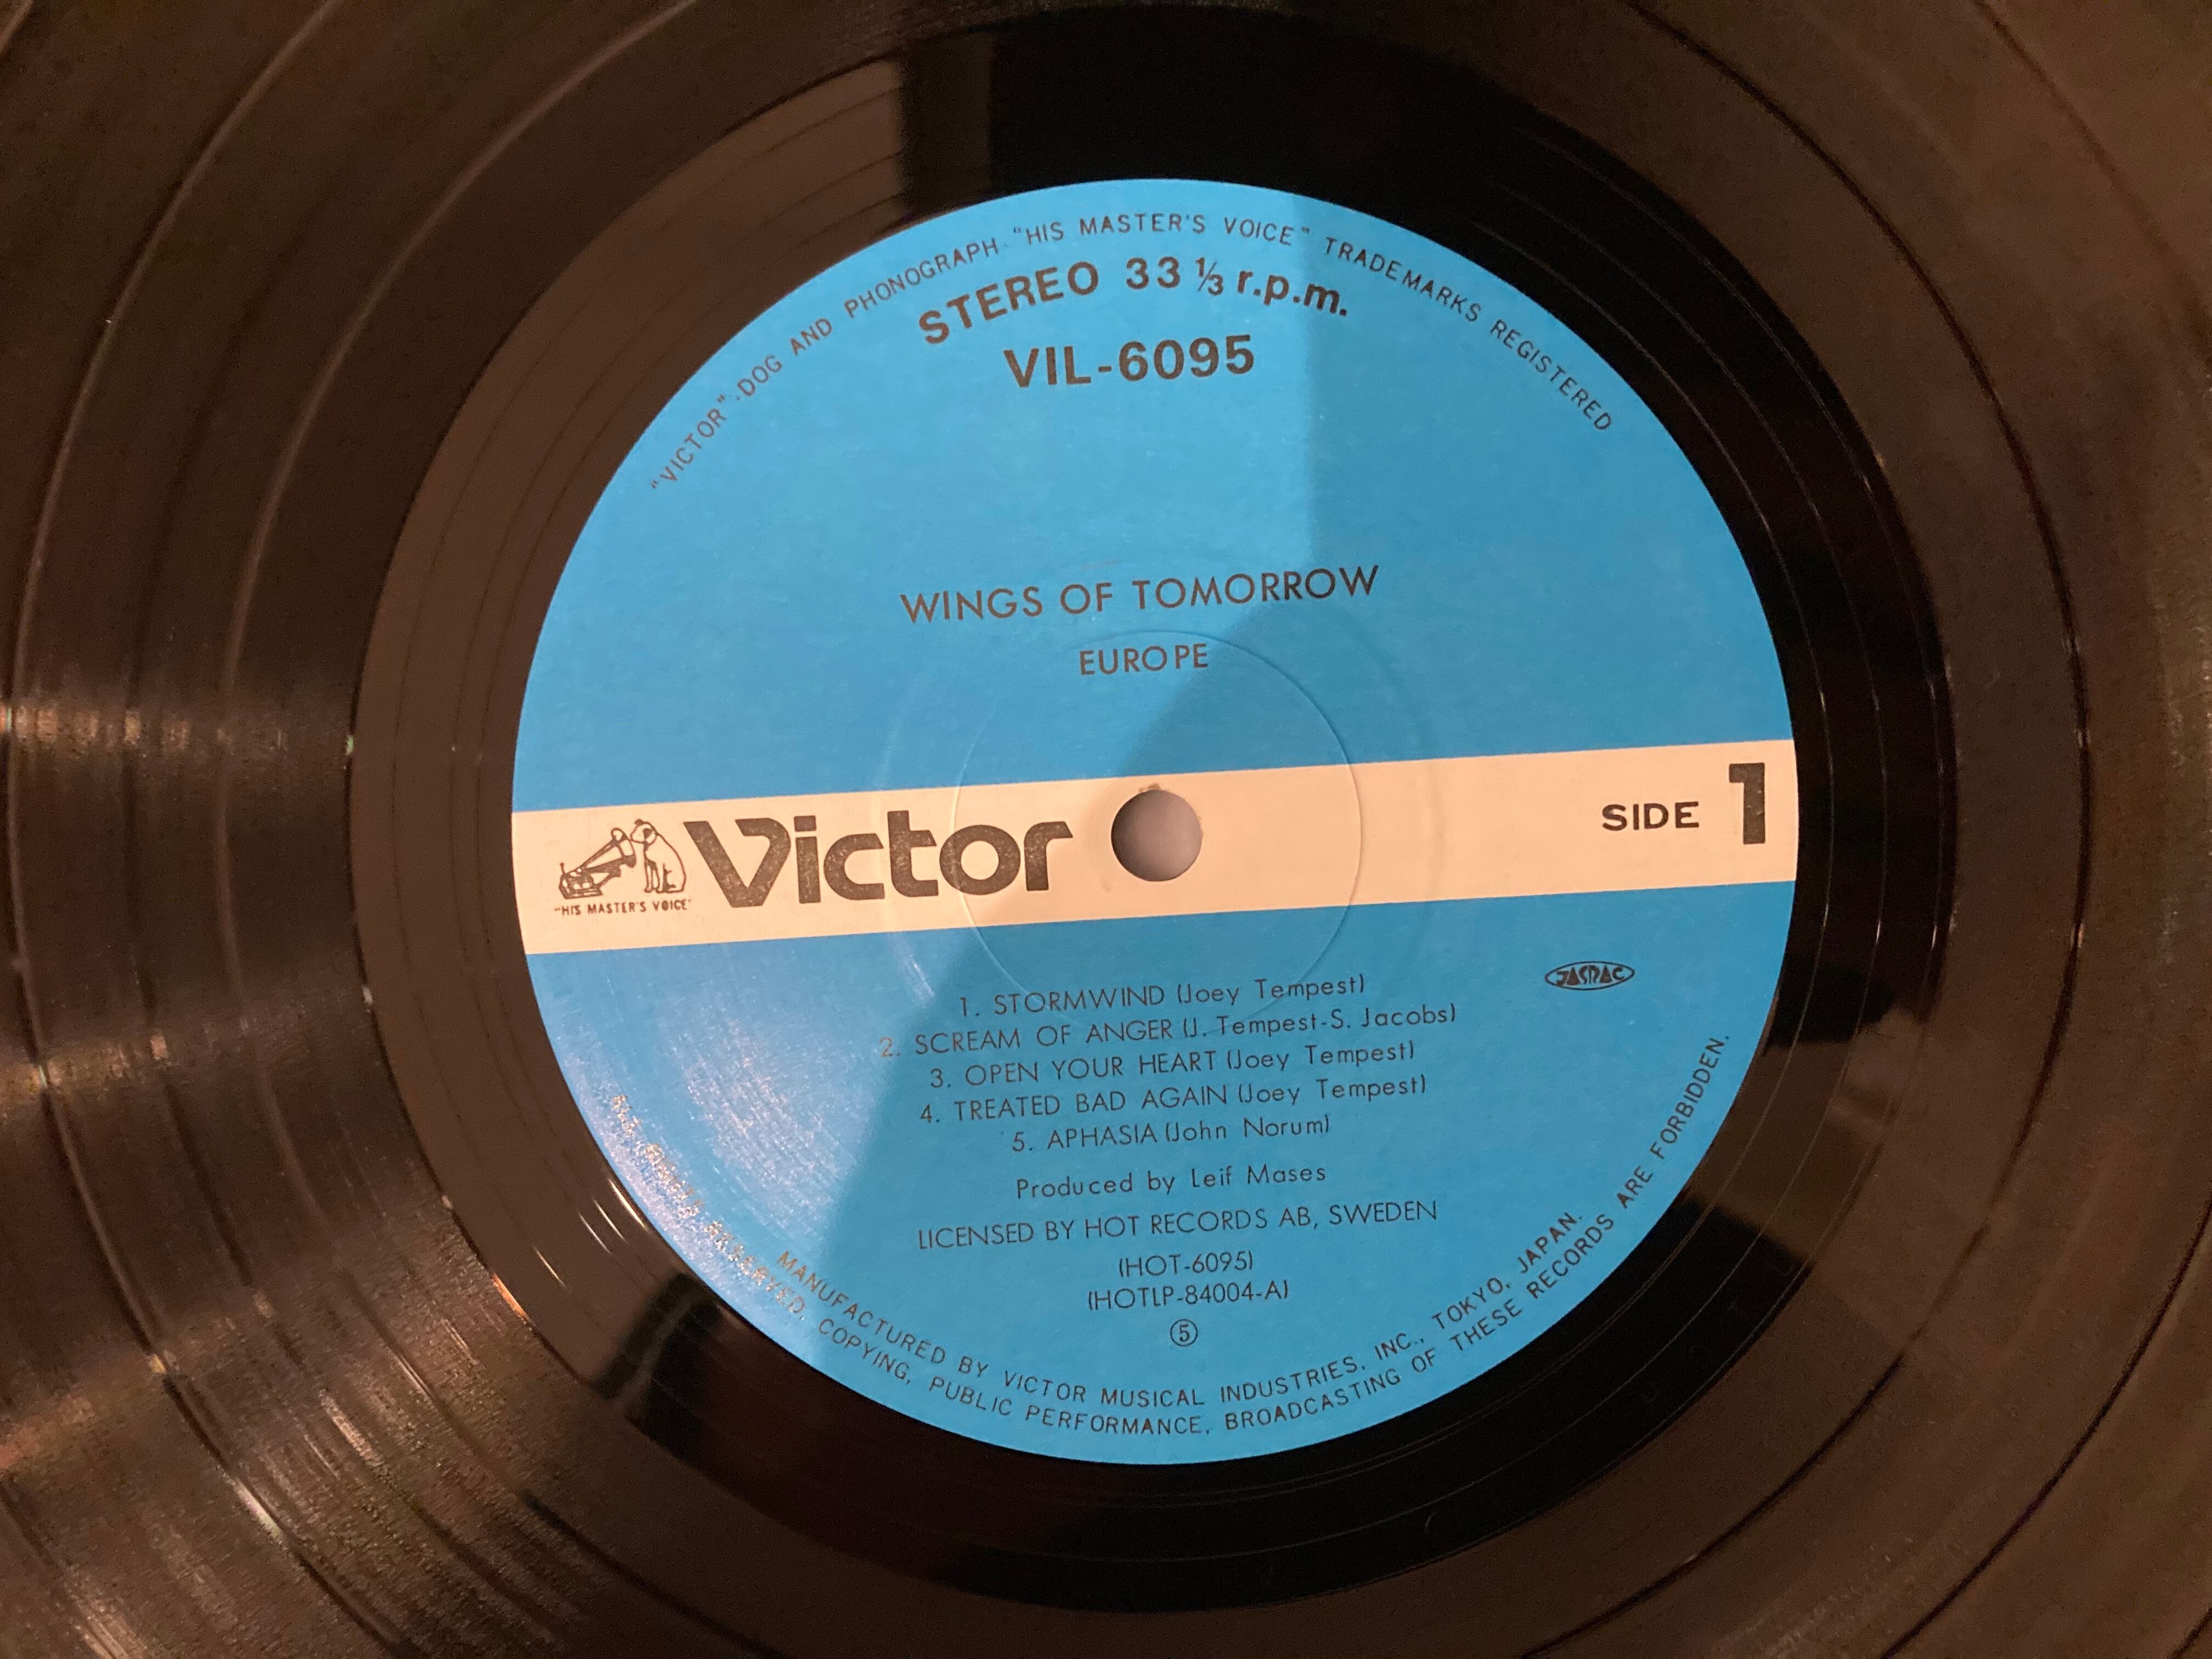 "VICTOR" · DOG AND PHONOGRAPH · "HIS MASTER'S VOICE" TRADEMARKS REGISTERED
STEREO 33 ⅓ r.p.m.
VIL-6095
WINGS OF TOMORROW
EUROPE
"HIS MASTER'S VOICE"
Victor
SIDE 1
JASRAC
1. STORMWIND (Joey Tempest)
2. SCREAM OF ANGER (J. Tempest-S. Jacobs)
3. OPEN YOUR HEART (Joey Tempest)
4. TREATED BAD AGAIN (Joey Tempest)
5. APHASIA (John Norum)
Produced by Leif Mases
LICENSED BY HOT RECORDS AB, SWEDEN
(HOT-6095)
(HOTLP-84004-A)
⑤
MANUFACTURED BY VICTOR MUSICAL INDUSTRIES, INC., TOKYO, JAPAN.
ALL RIGHTS RESERVED. COPYING, PUBLIC PERFORMANCE, BROADCASTING OF THESE RECORDS ARE FORBIDDEN.